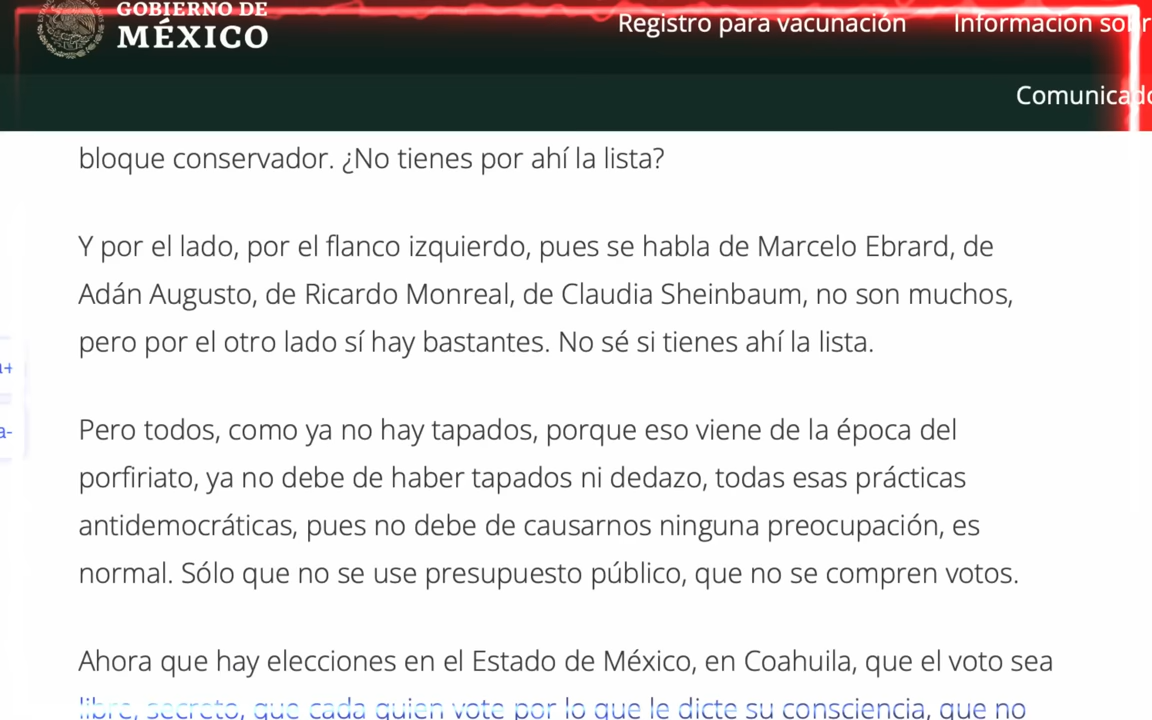 GOBIERNO DE
MÉXICO
Registro para vacunación
Información
Comunicado
bloque conservador. ¿No tienes por ahí la lista?
Y por el lado, por el flanco izquierdo, pues se habla de Marcelo Ebrard, de
Adán Augusto, de Ricardo Monreal, de Claudia Sheinbaum, no son muchos,
pero por el otro lado sí hay bastantes. No sé si tienes ahí la lista.
a+
a-
Pero todos, como ya no hay tapados, porque eso viene de la época del
porfiriato, ya no debe de haber tapados ni dedazo, todas esas prácticas
antidemocráticas, pues no debe de causarnos ninguna preocupación, es
normal. Sólo que no se use presupuesto público, que no se compren votos.
Ahora que hay elecciones en el Estado de México, en Coahuila, que el voto sea
libre, secreto, que cada quien vote por lo que le dicte su consciencia, que no